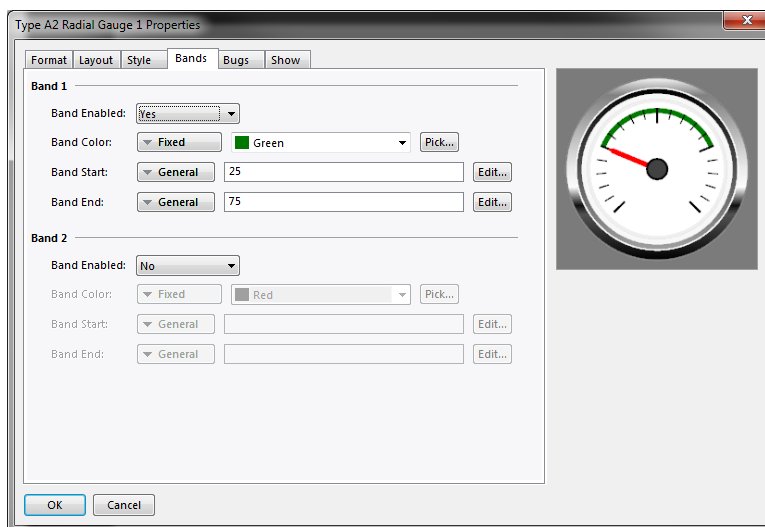 Type A2 Radial Gauge 1 Properties
Format Layout Style Bands Bugs Show
Band 1
Band Enabled: Yes
Band Color: Fixed Green Pick...
Band Start: General 25 Edit...
Band End: General 75 Edit...
Band 2
Band Enabled: No
Band Color: Fixed Red Pick...
Band Start: General Edit...
Band End: General Edit...
OK Cancel